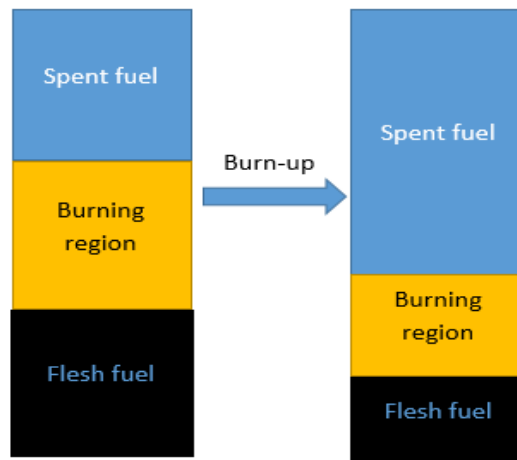 Spent fuel
Burning
region
Flesh fuel
Burn-up
Spent fuel
Burning
region
Flesh fuel